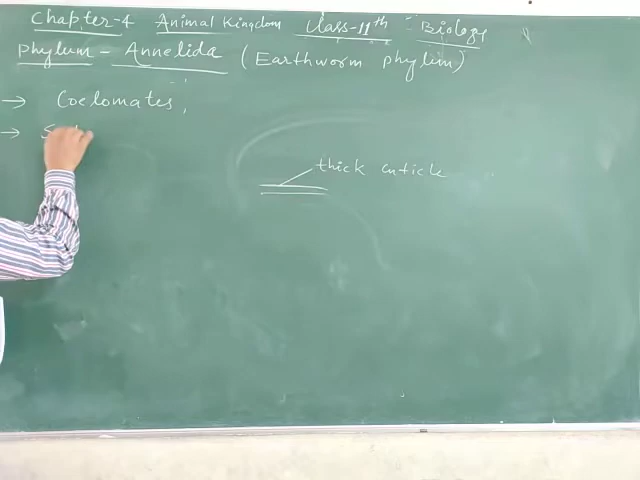 Chapter-4 Animal Kingdom Class-11th - Biology
Phylum - Annelida (Earthworm phylum)
→ Coelomates,
→ S
thick cuticle